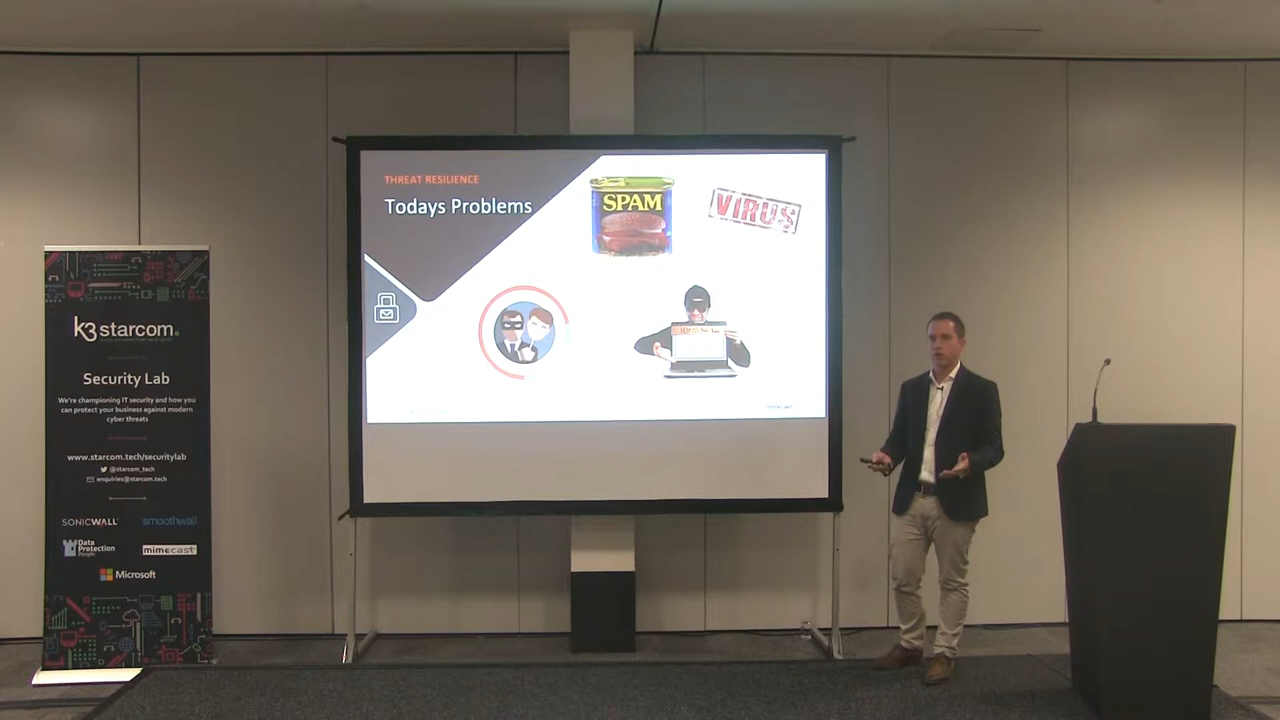 k3 starcom
Security Lab
We're championing IT security and how you
can protect your business against modern
cyber threats
www.starcom.tech/securitylab
@starcom_tech
enquiries@starcom.tech
SONICWALL
smoothwall
Data
Protection
People
mimecast
Microsoft
THREAT RESILIENCE
Todays Problems
SPAM
VIRUS